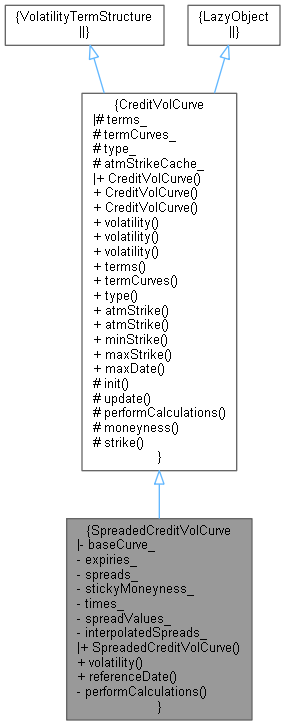 {VolatilityTermStructure
||}
{LazyObject
||}
{CreditVolCurve
|# terms_
# termCurves_
# type_
# atmStrikeCache_
|+ CreditVolCurve()
+ CreditVolCurve()
+ CreditVolCurve()
+ volatility()
+ volatility()
+ volatility()
+ terms()
+ termCurves()
+ type()
+ atmStrike()
+ atmStrike()
+ minStrike()
+ maxStrike()
+ maxDate()
# init()
# update()
# performCalculations()
# moneyness()
# strike()
}
{SpreadedCreditVolCurve
|- baseCurve_
- expiries_
- spreads_
- stickyMoneyness_
- times_
- spreadValues_
- interpolatedSpreads_
|+ SpreadedCreditVolCurve()
+ volatility()
+ referenceDate()
- performCalculations()
}